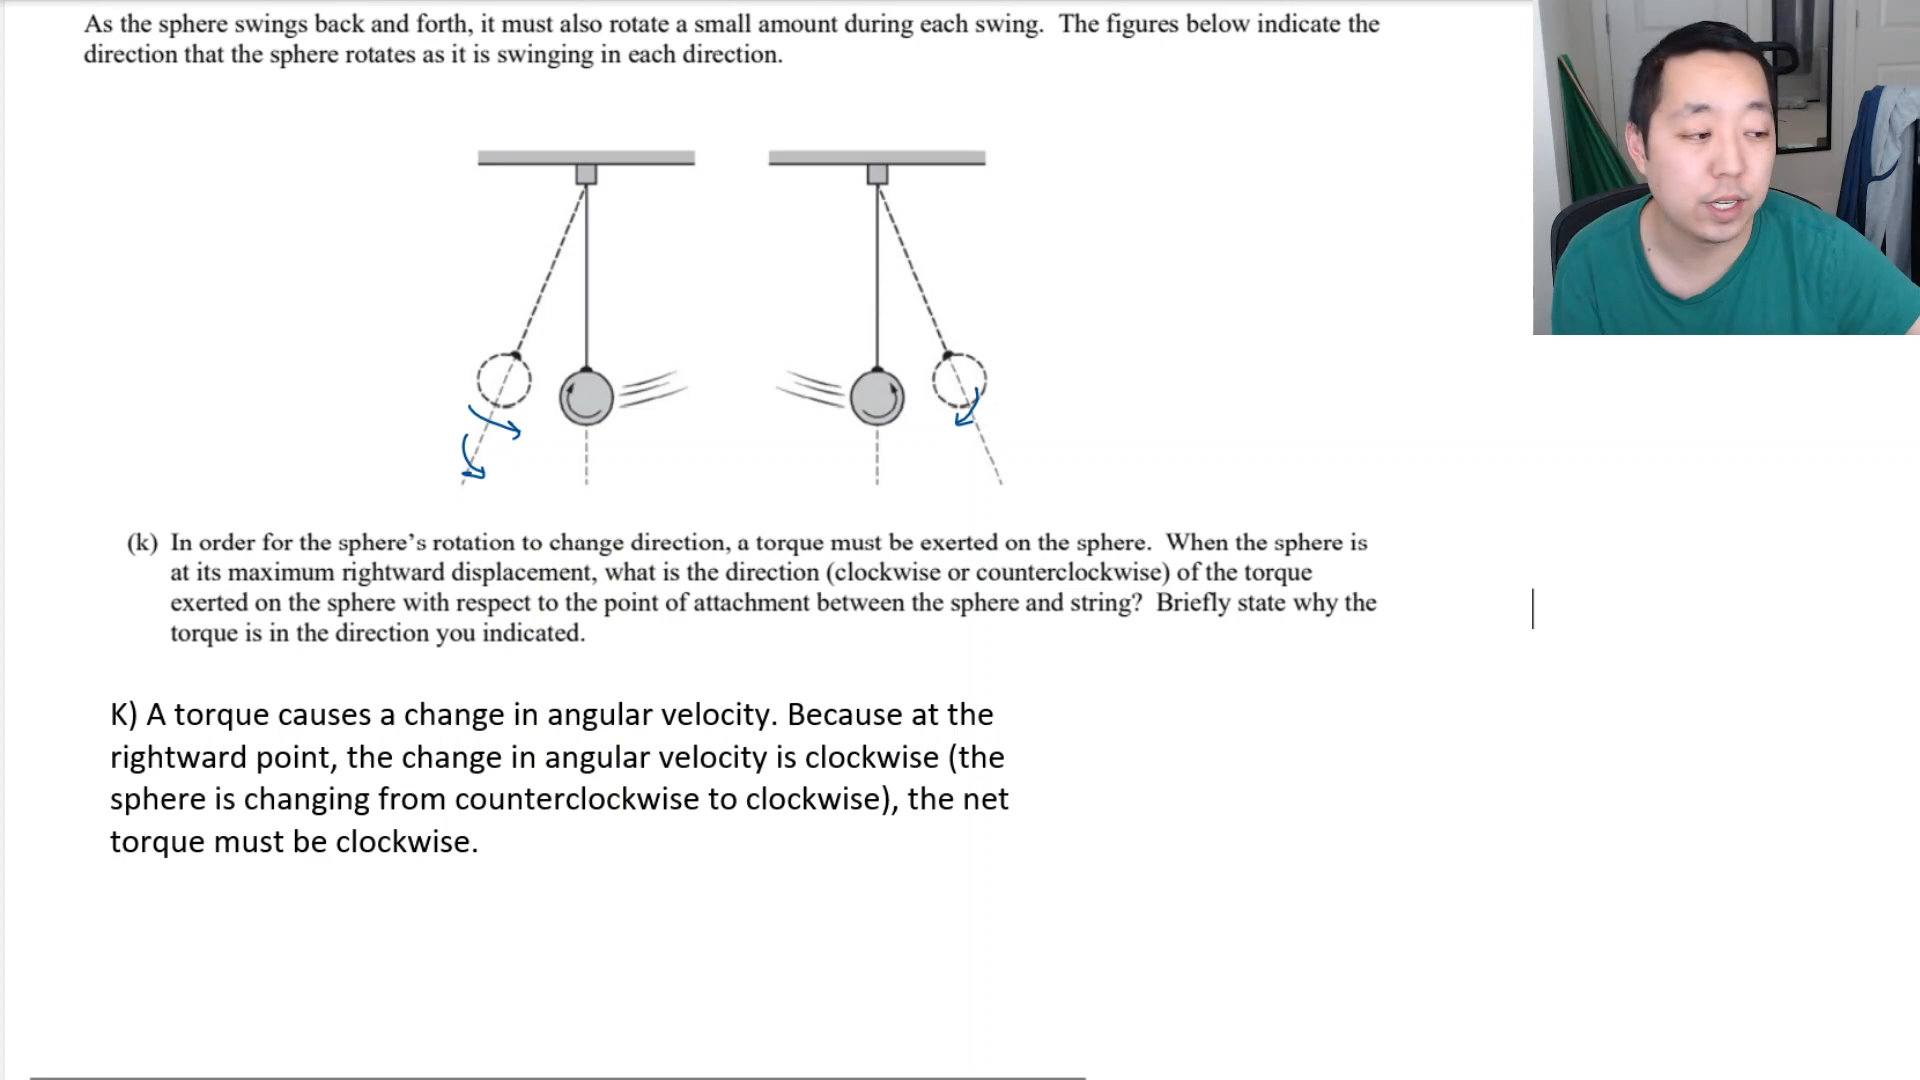 As the sphere swings back and forth, it must also rotate a small amount during each swing. The figures below indicate the
direction that the sphere rotates as it is swinging in each direction.
(k) In order for the sphere's rotation to change direction, a torque must be exerted on the sphere. When the sphere is
at its maximum rightward displacement, what is the direction (clockwise or counterclockwise) of the torque
exerted on the sphere with respect to the point of attachment between the sphere and string? Briefly state why the
torque is in the direction you indicated.
K) A torque causes a change in angular velocity. Because at the
rightward point, the change in angular velocity is clockwise (the
sphere is changing from counterclockwise to clockwise), the net
torque must be clockwise.